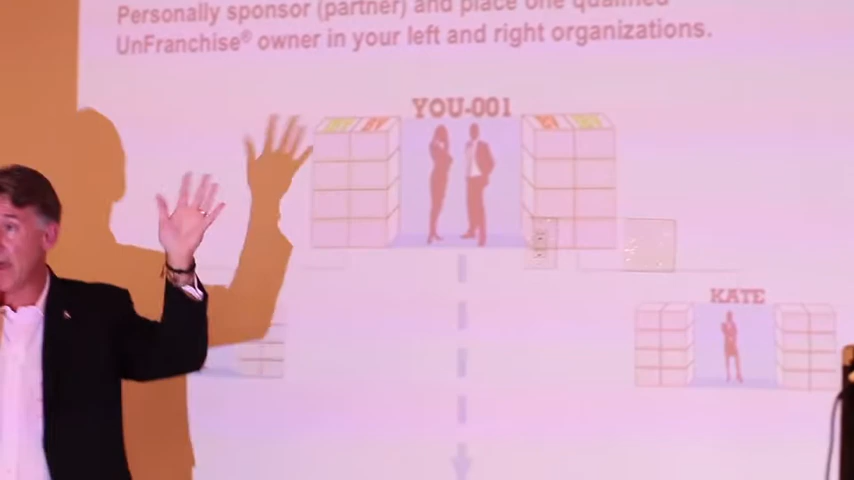 Personally sponsor (partner) and place one qualified
UnFranchise® owner in your left and right organizations.
YOU-001
KATE